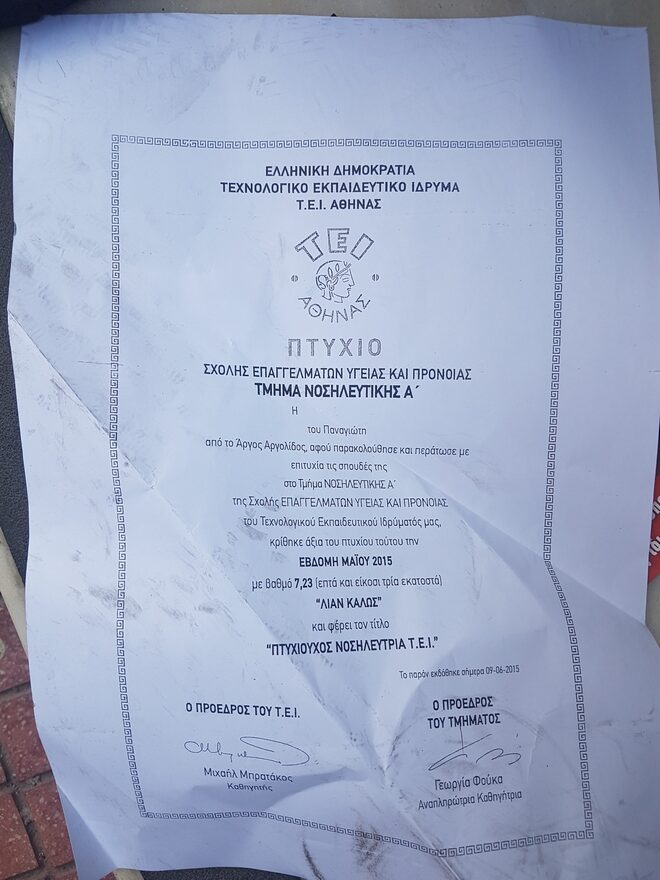 ΕΛΛΗΝΙΚΗ ΔΗΜΟΚΡΑΤΙΑ
ΤΕΧΝΟΛΟΓΙΚΟ ΕΚΠΑΙΔΕΥΤΙΚΟ ΙΔΡΥΜΑ
Τ.Ε.Ι. ΑΘΗΝΑΣ
ΤΕΙ
ΑΘΗΝΑΣ
ΠΤΥΧΙΟ
ΣΧΟΛΗΣ ΕΠΑΓΓΕΛΜΑΤΩΝ ΥΓΕΙΑΣ ΚΑΙ ΠΡΟΝΟΙΑΣ
ΤΜΗΜΑ ΝΟΣΗΛΕΥΤΙΚΗΣ Α΄
Η
του Παναγιώτη
από το Άργος Αργολίδος, αφού παρακολούθησε και περάτωσε με
επιτυχία τις σπουδές της
στο Τμήμα ΝΟΣΗΛΕΥΤΙΚΗΣ Α΄
της Σχολής ΕΠΑΓΓΕΛΜΑΤΩΝ ΥΓΕΙΑΣ ΚΑΙ ΠΡΟΝΟΙΑΣ
του Τεχνολογικού Εκπαιδευτικού Ιδρύματός μας,
κρίθηκε άξια του πτυχίου τούτου την
ΕΒΔΟΜΗ ΜΑΪΟΥ 2015
με βαθμό 7,23 (επτά και είκοσι τρία εκατοστά)
“ΛΙΑΝ ΚΑΛΩΣ”
και φέρει τον τίτλο
“ΠΤΥΧΙΟΥΧΟΣ ΝΟΣΗΛΕΥΤΡΙΑ Τ.Ε.Ι.”
Το παρόν εκδόθηκε σήμερα 09-06-2015
Ο ΠΡΟΕΔΡΟΣ ΤΟΥ Τ.Ε.Ι.
Μιχαήλ Μπρατάκος
Καθηγητής
Ο ΠΡΟΕΔΡΟΣ
ΤΟΥ ΤΜΗΜΑΤΟΣ
Γεωργία Φούκα
Αναπληρώτρια Καθηγήτρια